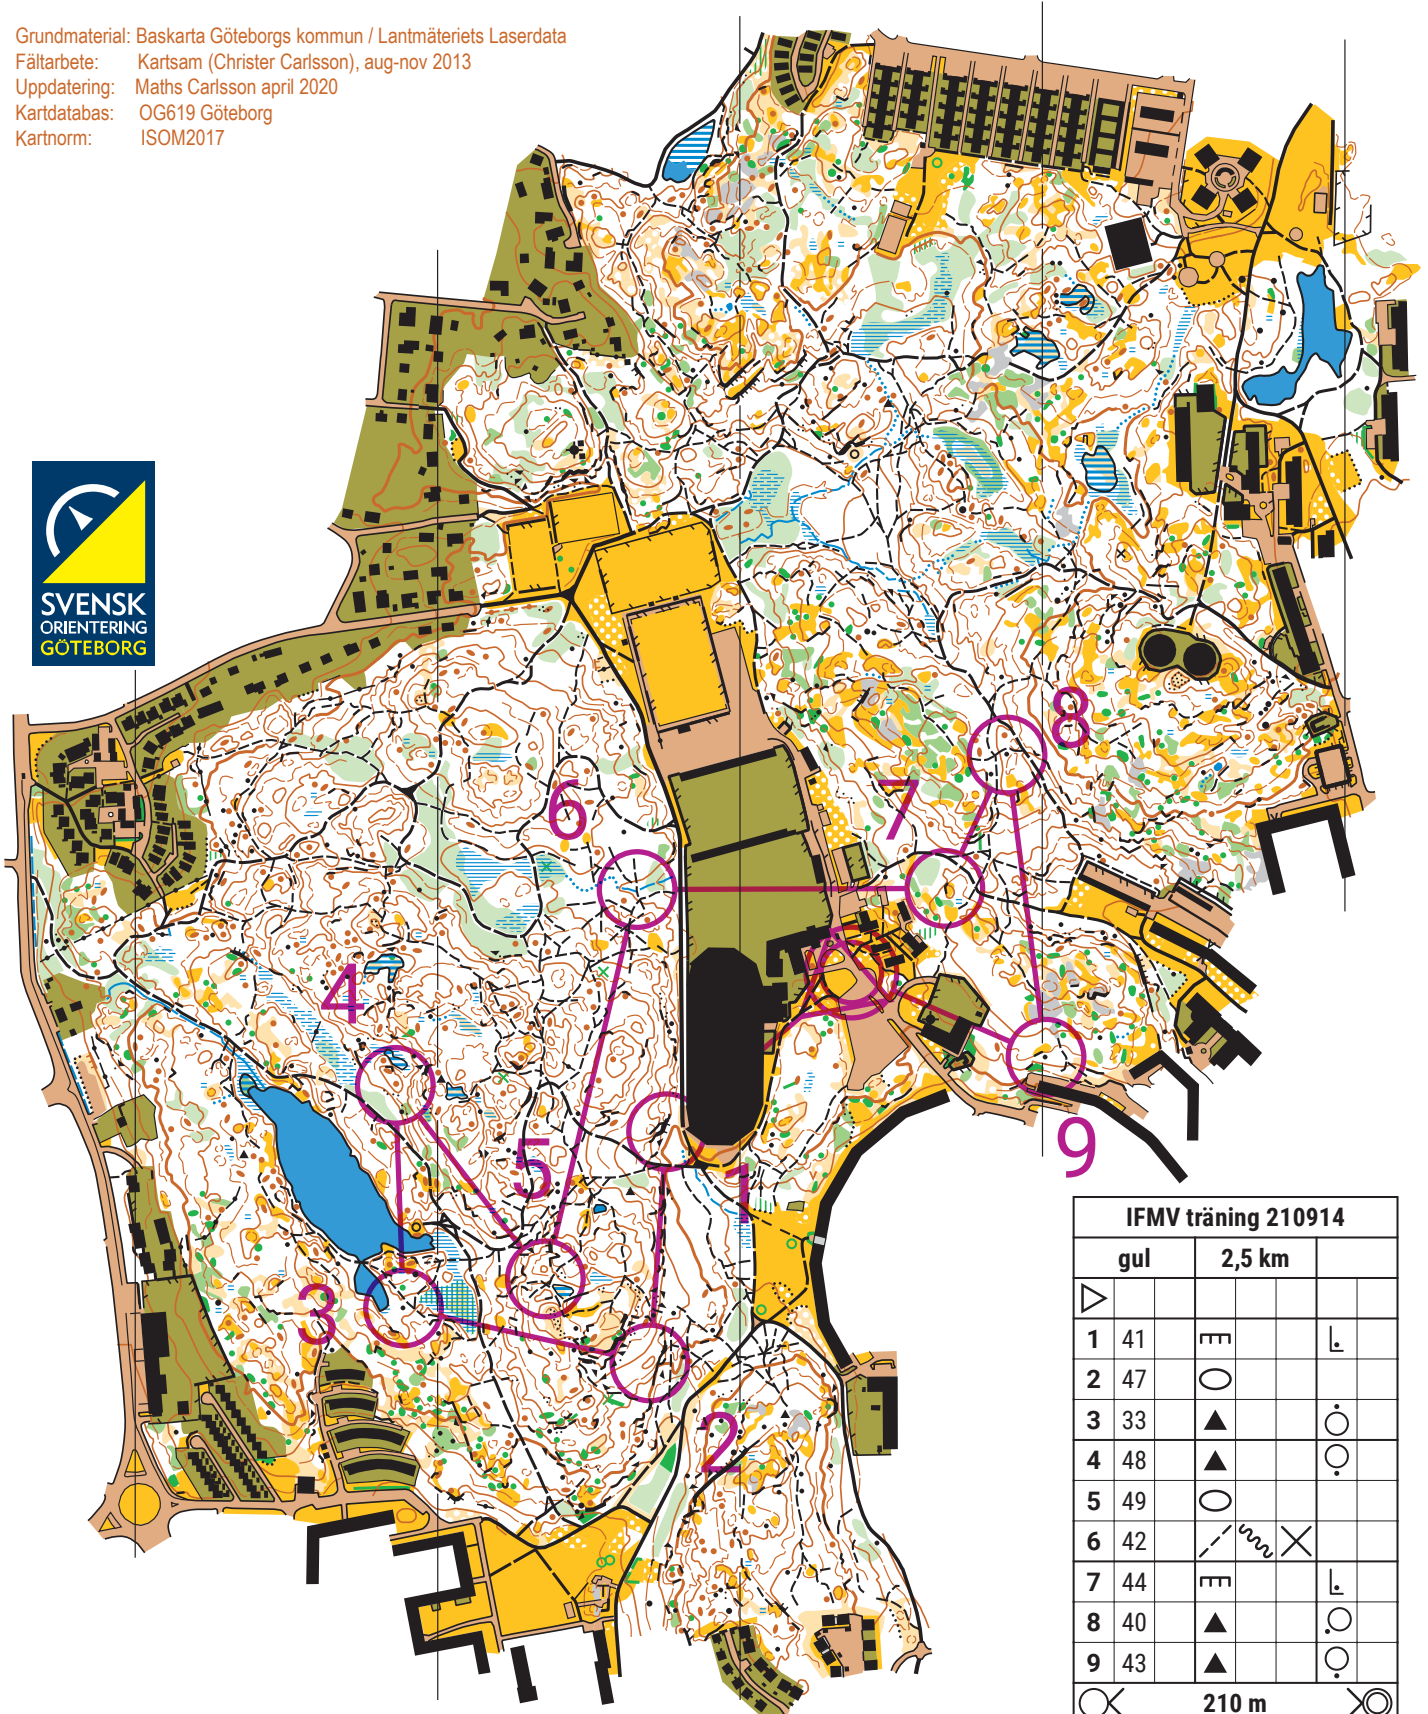 Grundmaterial: Baskarta Göteborgs kommun / Lantmäteriets Laserdata
Fältarbete: Kartsam (Christer Carlsson), aug-nov 2013
Uppdatering: Maths Carlsson april 2020
Kartdatabas: OG619 Göteborg
Kartnorm: ISOM2017
SVENSK
ORIENTERING
GÖTEBORG
8
6
7
4
5
9
1
3
2
IFMV träning 210914
gul 2,5 km
1 41
2 47
3 33
4 48
5 49
6 42
7 44
8 40
9 43
210 m